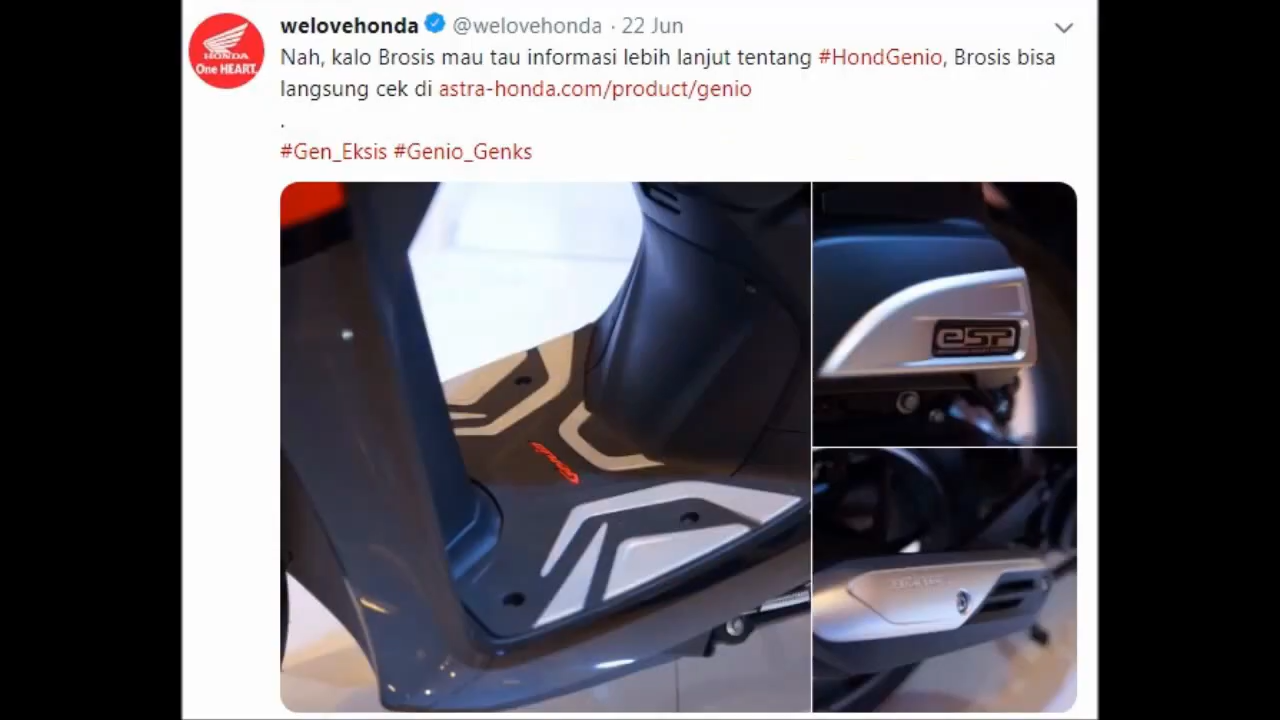 welovehonda @welovehonda · 22 Jun
HONDA
One HEART.
Nah, kalo Brosis mau tau informasi lebih lanjut tentang #HondGenio, Brosis bisa
langsung cek di astra-honda.com/product/genio
.
#Gen_Eksis #Genio_Genks
Genio
eSP